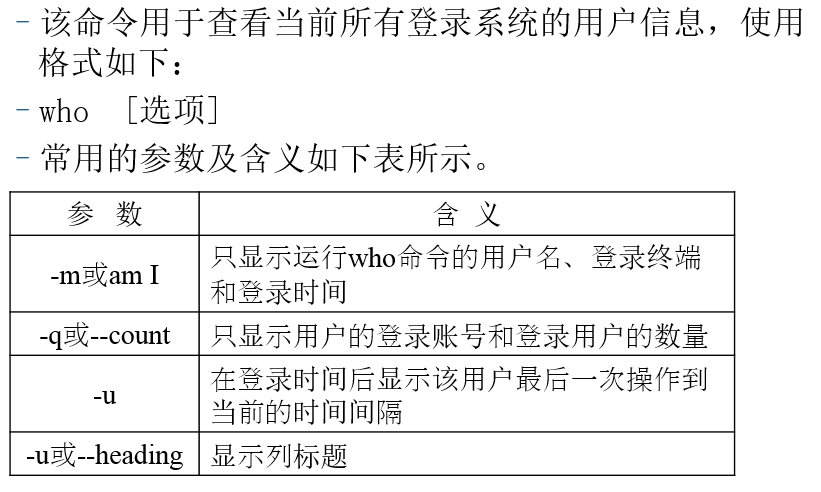 -该命令用于查看当前所有登录系统的用户信息，使用
格式如下：
-who [选项]
-常用的参数及含义如下表所示。
参 数 含 义
-m或am I 只显示运行who命令的用户名、登录终端
和登录时间
-q或--count 只显示用户的登录账号和登录用户的数量
-u 在登录时间后显示该用户最后一次操作到
当前的时间间隔
-u或--heading 显示列标题